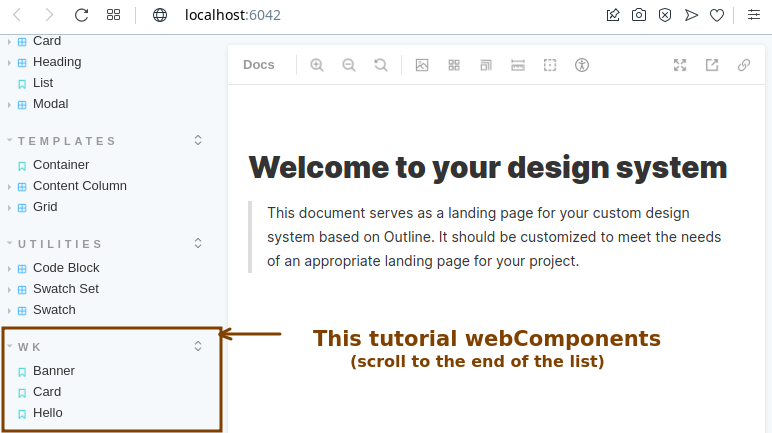 localhost:6042
Card
Heading
List
Modal
TEMPLATES
Container
Content Column
Grid
UTILITIES
Code Block
Swatch Set
Swatch
WK
Banner
Card
Hello
Docs
Welcome to your design system
This document serves as a landing page for your custom design
system based on Outline. It should be customized to meet the needs
of an appropriate landing page for your project.
This tutorial webComponents
(scroll to the end of the list)